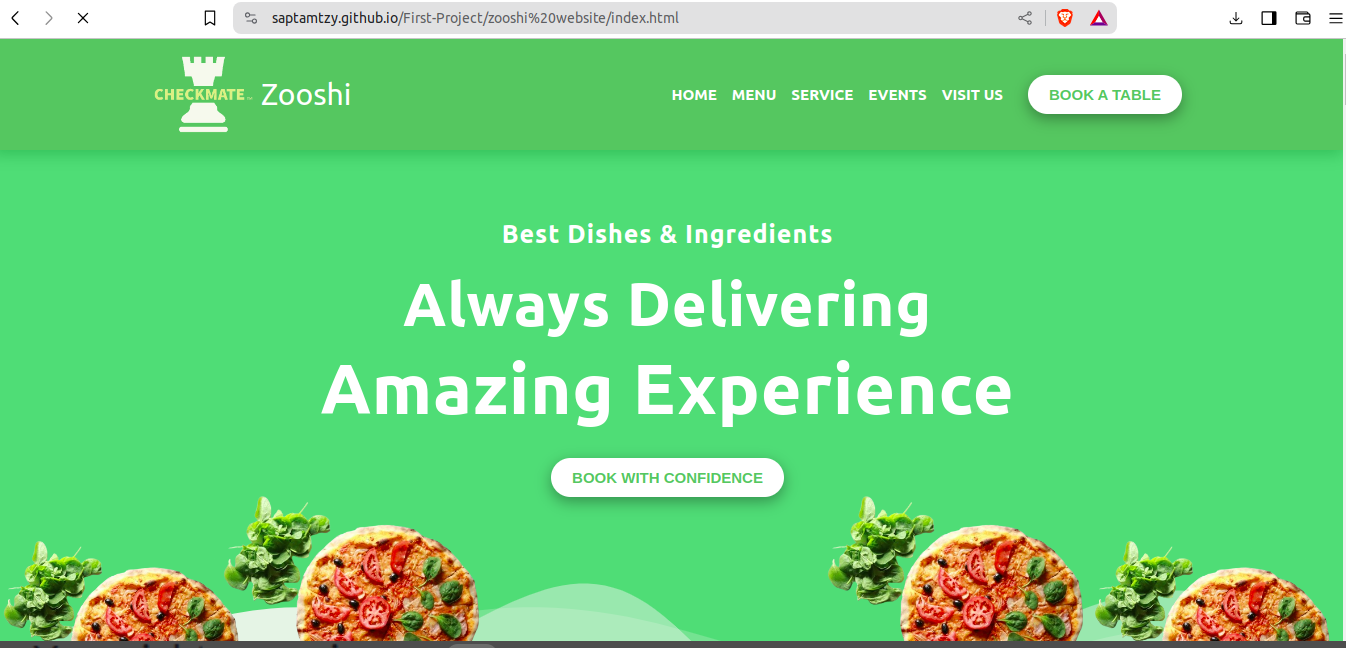 saptamtzy.github.io/First-Project/zooshi%20website/index.html
CHECKMATE Zooshi
HOME MENU SERVICE EVENTS VISIT US BOOK A TABLE
Best Dishes & Ingredients
Always Delivering
Amazing Experience
BOOK WITH CONFIDENCE